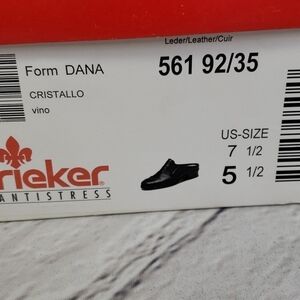 Leder/Leather/Cuir
Form DANA
561 92/35
CRISTALLO
vino
US-SIZE
7 1/2
5 1/2
rieker
ANTISTRESS